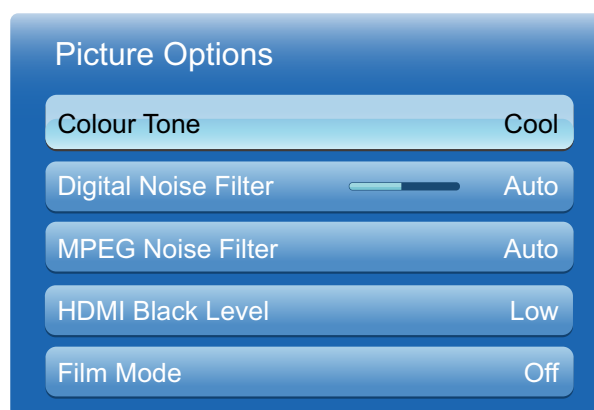 Picture Options
Colour Tone Cool
Digital Noise Filter Auto
MPEG Noise Filter Auto
HDMI Black Level Low
Film Mode Off